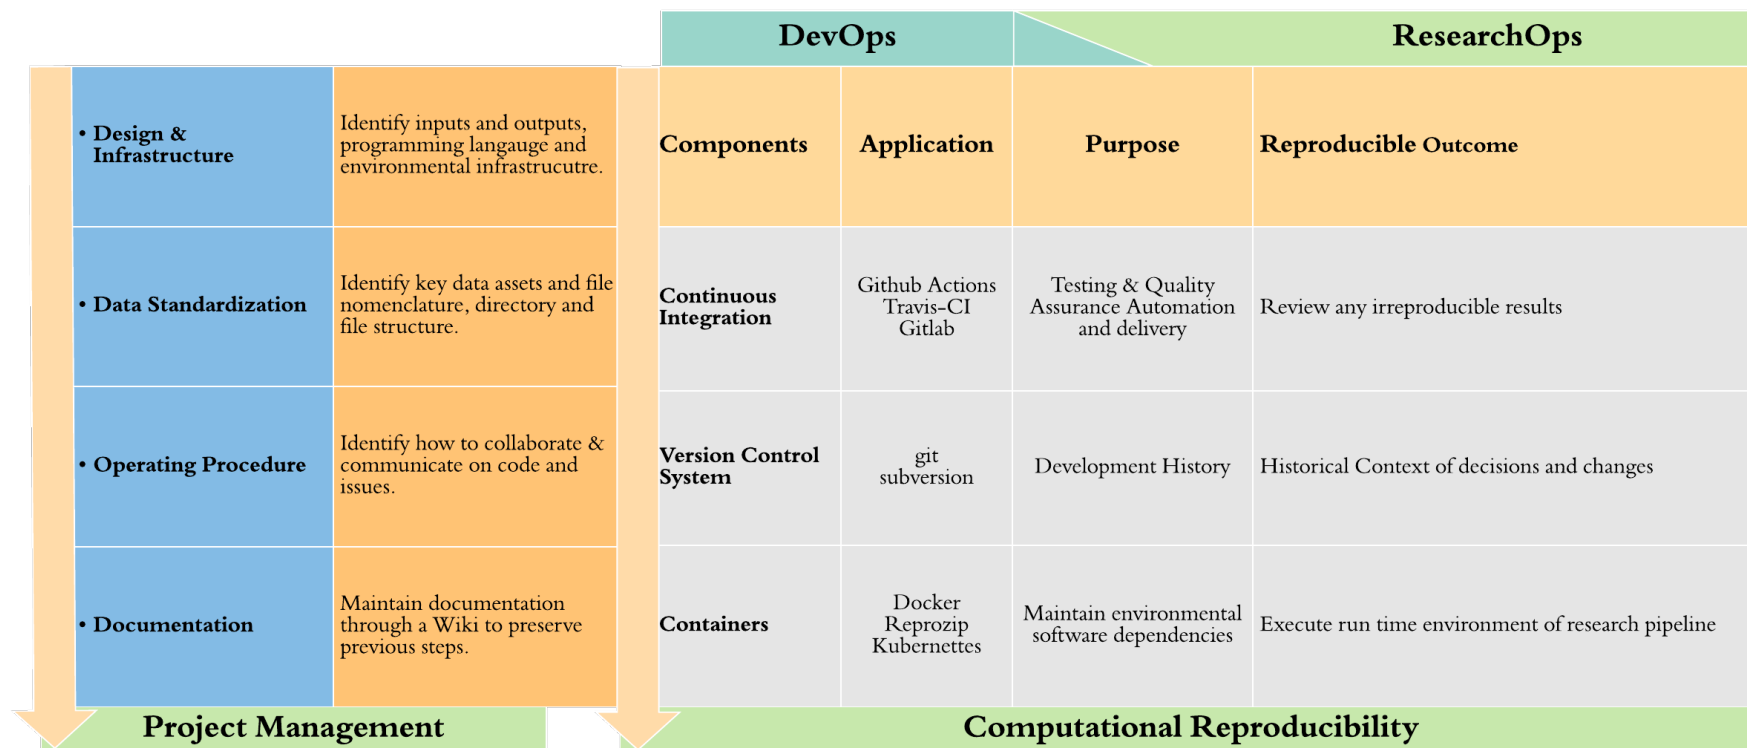 DevOps
ResearchOps
• Design &
Infrastructure
Identify inputs and outputs,
programming langauge and
environmental infrastrucutre.
Components
Application
Purpose
Reproducible Outcome
• Data Standardization
Identify key data assets and file
nomenclature, directory and
file structure.
Continuous
Integration
Github Actions
Travis-CI
Gitlab
Testing & Quality
Assurance Automation
and delivery
Review any irreproducible results
• Operating Procedure
Identify how to collaborate &
communicate on code and
issues.
Version Control
System
git
subversion
Development History
Historical Context of decisions and changes
• Documentation
Maintain documentation
through a Wiki to preserve
previous steps.
Containers
Docker
Reprozip
Kubernettes
Maintain environmental
software dependencies
Execute run time environment of research pipeline
Project Management
Computational Reproducibility